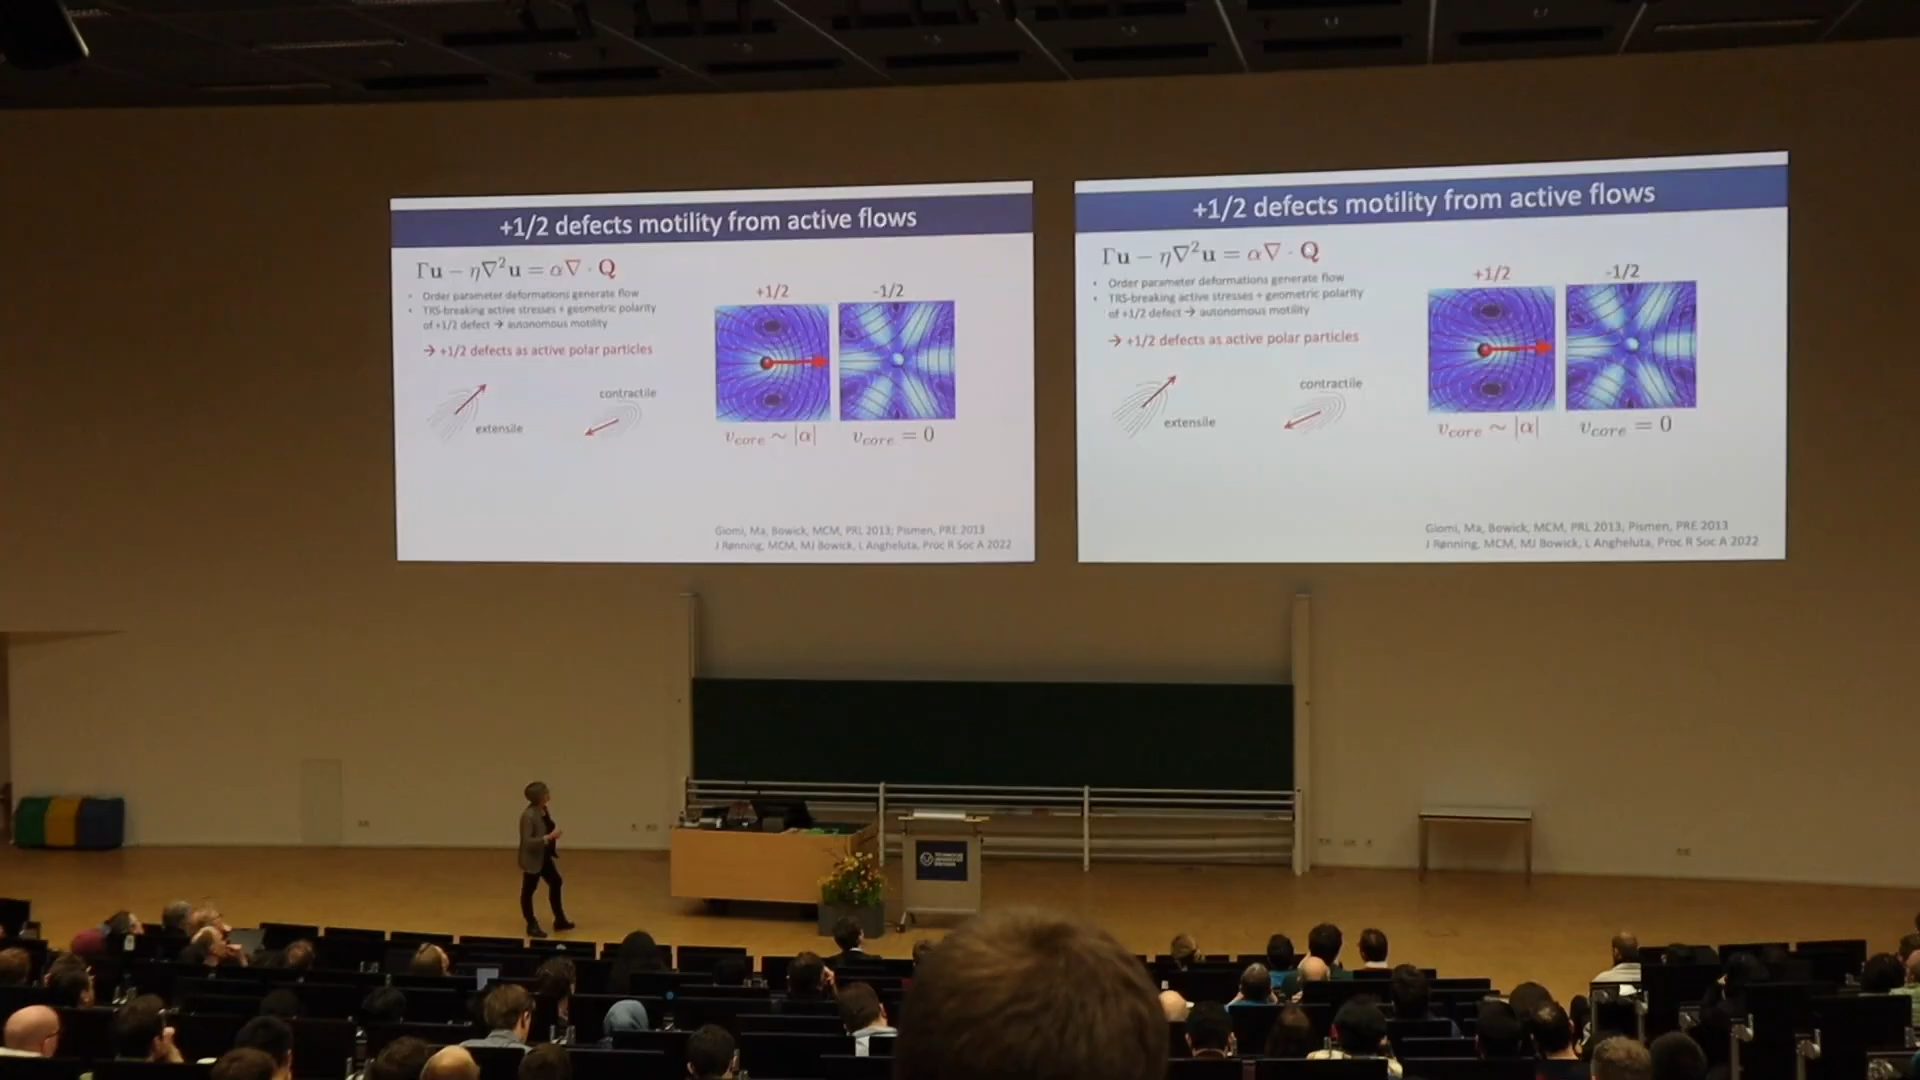 +1/2 defects motility from active flows
Γu − η∇²u = α∇ · Q
• Order parameter deformations generate flow
• TRS-breaking active stresses + geometric polarity
of +1/2 defect → autonomous motility
→ +1/2 defects as active polar particles
extensile
contractile
+1/2
-1/2
v_core ~ |α|
v_core = 0
Giomi, Ma, Bowick, MCM, PRL 2013; Pismen, PRE 2013
J Rønning, MCM, MJ Bowick, L Angheluta, Proc R Soc A 2022
+1/2 defects motility from active flows
Γu − η∇²u = α∇ · Q
• Order parameter deformations generate flow
• TRS-breaking active stresses + geometric polarity
of +1/2 defect → autonomous motility
→ +1/2 defects as active polar particles
extensile
contractile
+1/2
-1/2
v_core ~ |α|
v_core = 0
Giomi, Ma, Bowick, MCM, PRL 2013; Pismen, PRE 2013
J Rønning, MCM, MJ Bowick, L Angheluta, Proc R Soc A 2022
TECHNISCHE
UNIVERSITÄT
DRESDEN